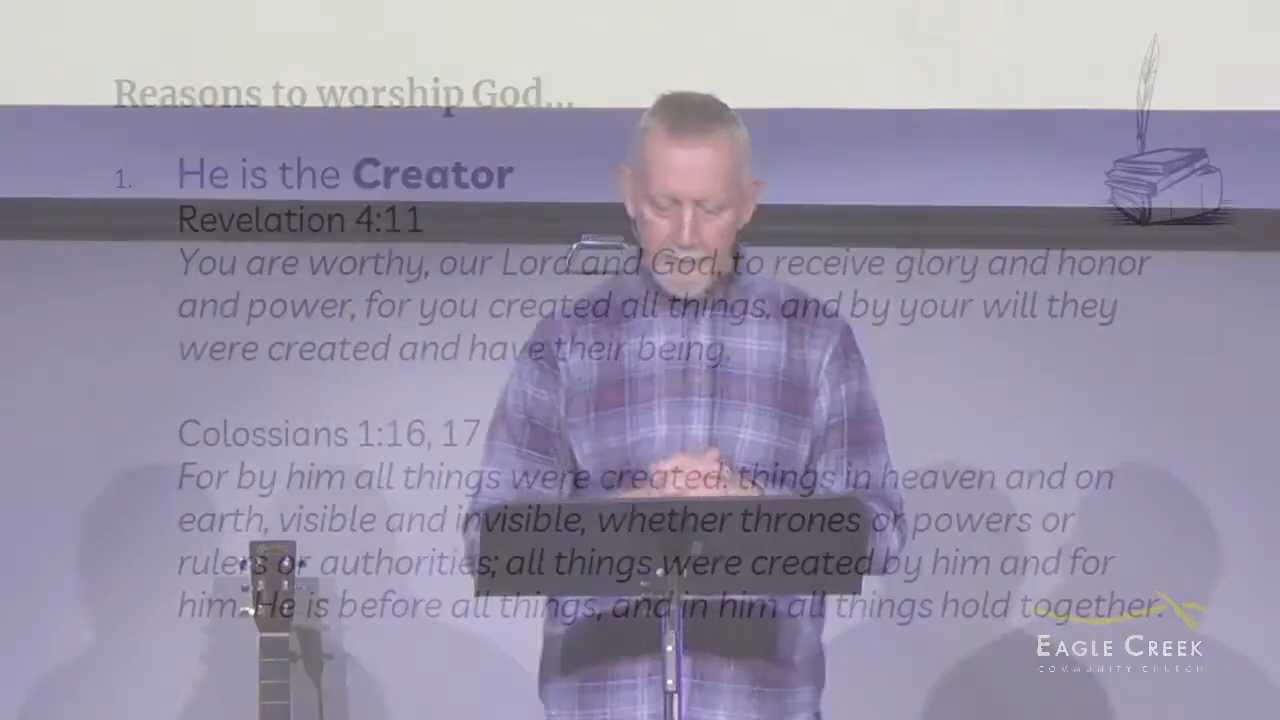 Reasons to worship God...
1. He is the Creator
Revelation 4:11
You are worthy, our Lord and God, to receive glory and honor
and power, for you created all things, and by your will they
were created and have their being.
Colossians 1:16, 17
For by him all things were created: things in heaven and on
earth, visible and invisible, whether thrones or powers or
rulers or authorities; all things were created by him and for
him. He is before all things, and in him all things hold together.
EAGLE CREEK
COMMUNITY CHURCH